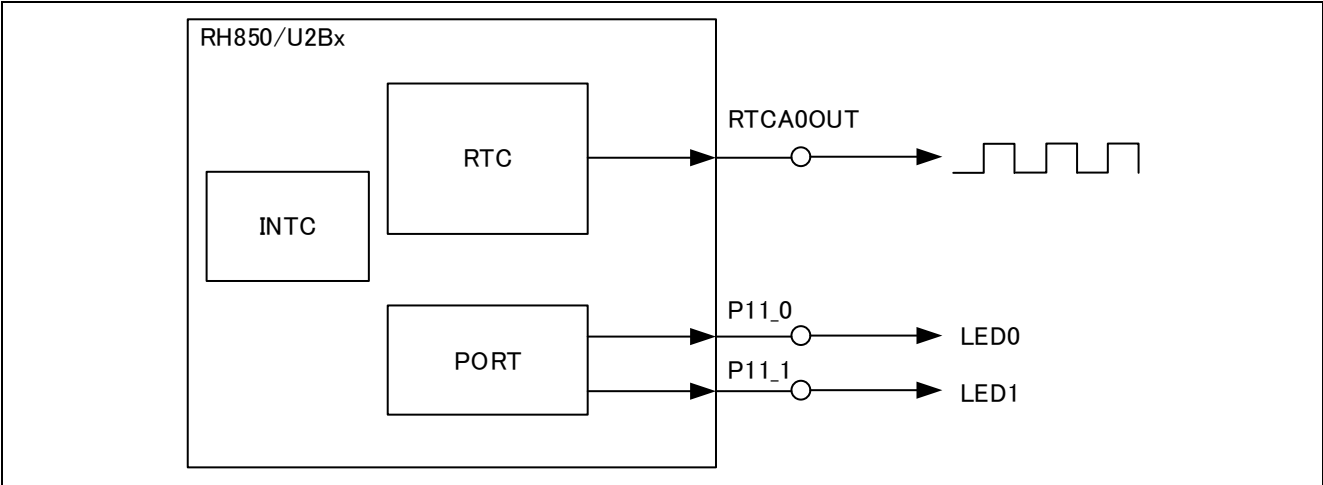 RH850/U2Bx
RTC
RTCA0OUT
INTC
PORT
P11_0
LED0
P11_1
LED1